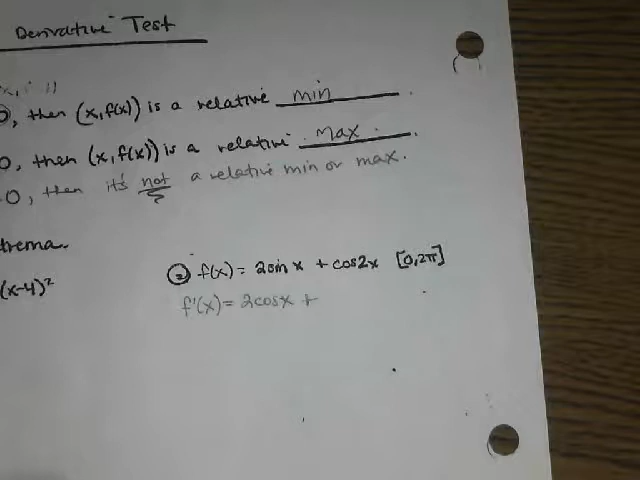 Derivative Test
, then (x, f(x)) is a relative min.
0, then (x, f(x)) is a relative Max.
0, then it's not a relative min or max.
trema.
(x-4)²
② f(x) = 2sin x + cos2x [0, 2π]
f'(x) = 2cosx +